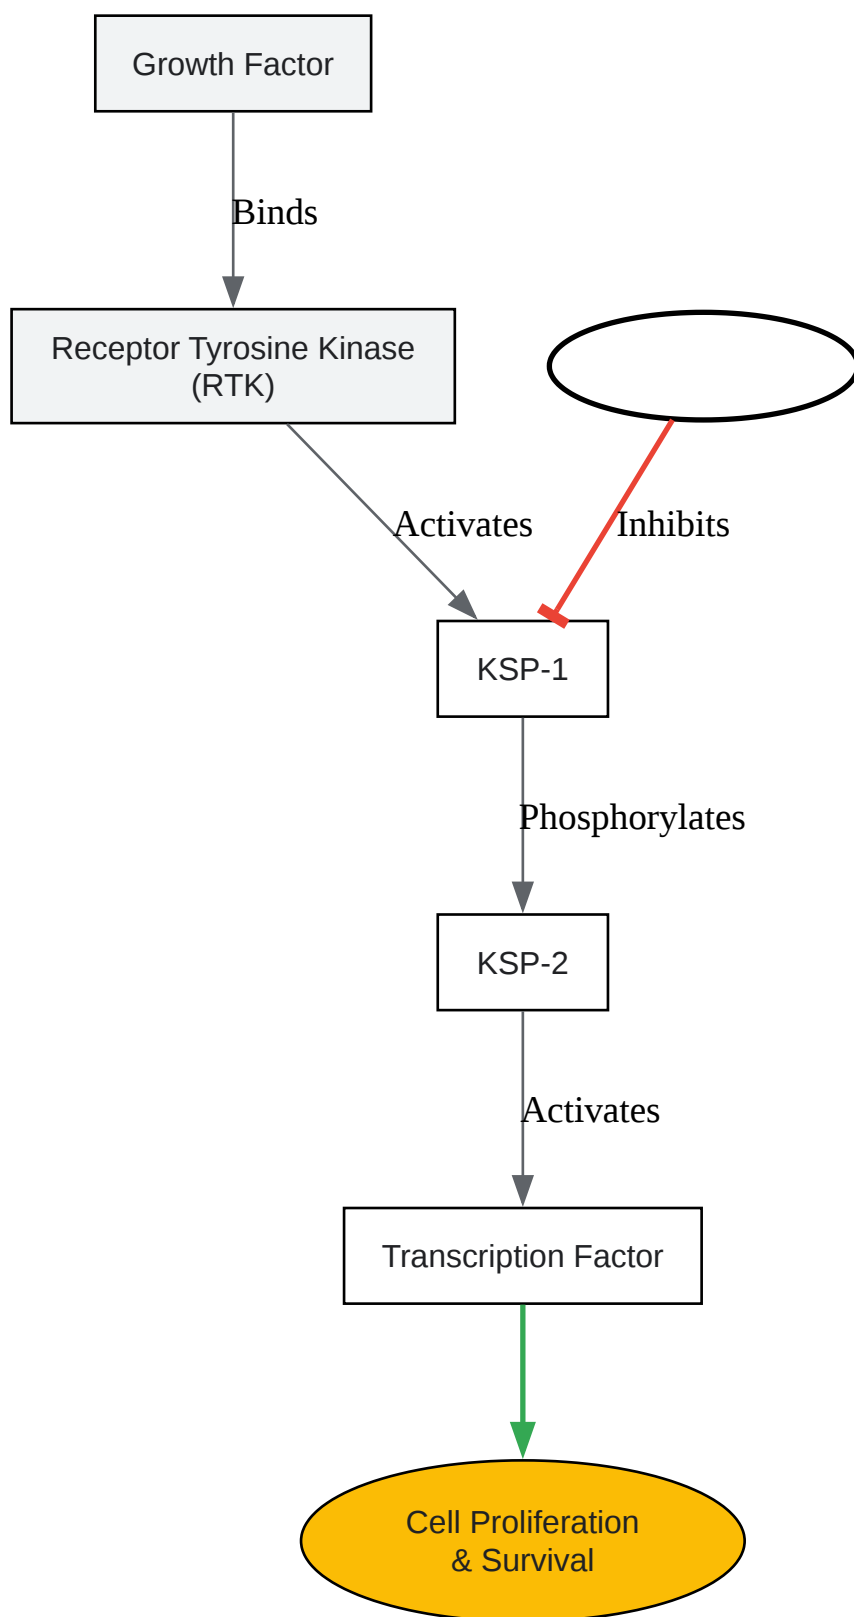 Growth Factor
Binds
Receptor Tyrosine Kinase
(RTK)
Activates
Inhibits
KSP-1
Phosphorylates
KSP-2
Activates
Transcription Factor
Cell Proliferation
& Survival